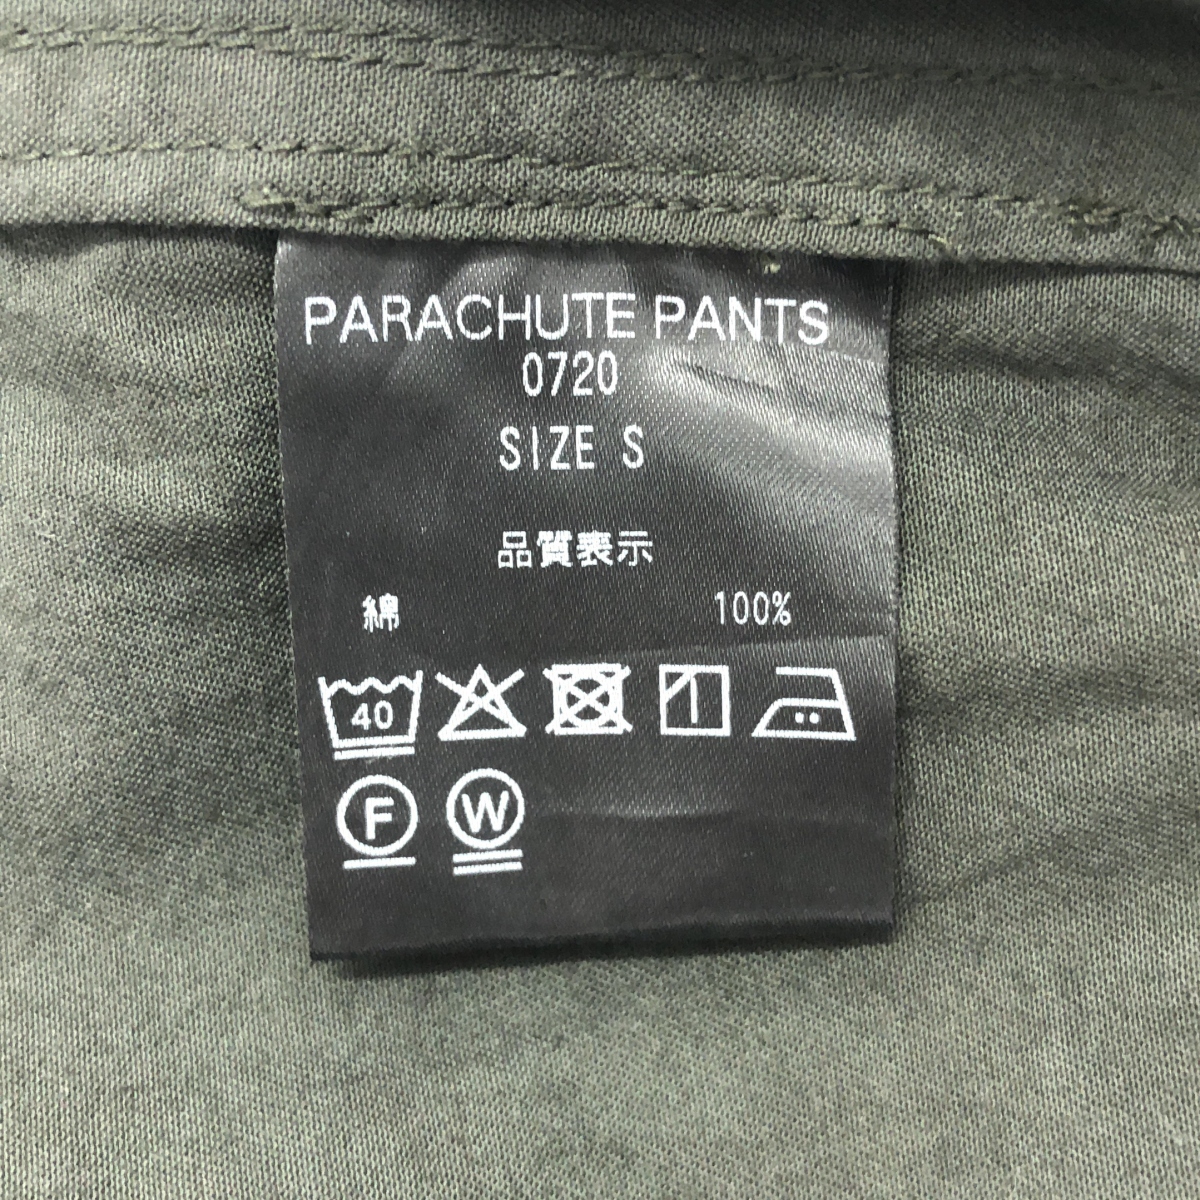 PARACHUTE PANTS
0720
SIZE S
品質表示
綿 100%
40
F W